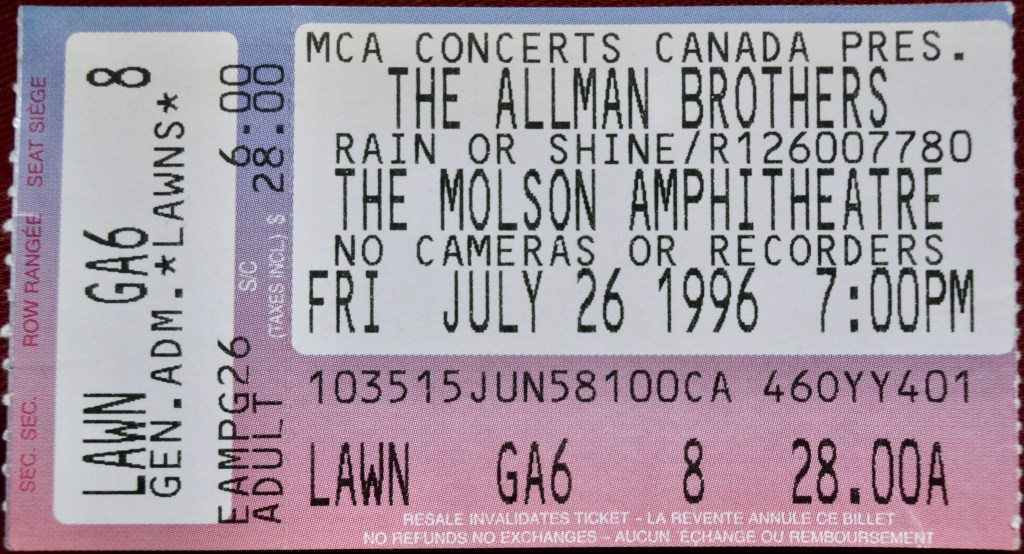 MCA CONCERTS CANADA PRES.
THE ALLMAN BROTHERS
RAIN OR SHINE/R126007780
THE MOLSON AMPHITHEATRE
NO CAMERAS OR RECORDERS
FRI JULY 26 1996 7:00PM
103515JUN58100CA 460YY401
LAWN GA6 8 28.00A
RESALE INVALIDATES TICKET - LA REVENTE ANNULE CE BILLET
NO REFUNDS NO EXCHANGES - AUCUN ÉCHANGE OU REMBOURSEMENT
SEC. SEC. ROW RANGÉE SEAT SIÈGE
LAWN GA6 8
GEN.ADM.*LAWNS*
EAMPG26 S/C 6.00
ADULT (TAXES INCL.) $ 28.00